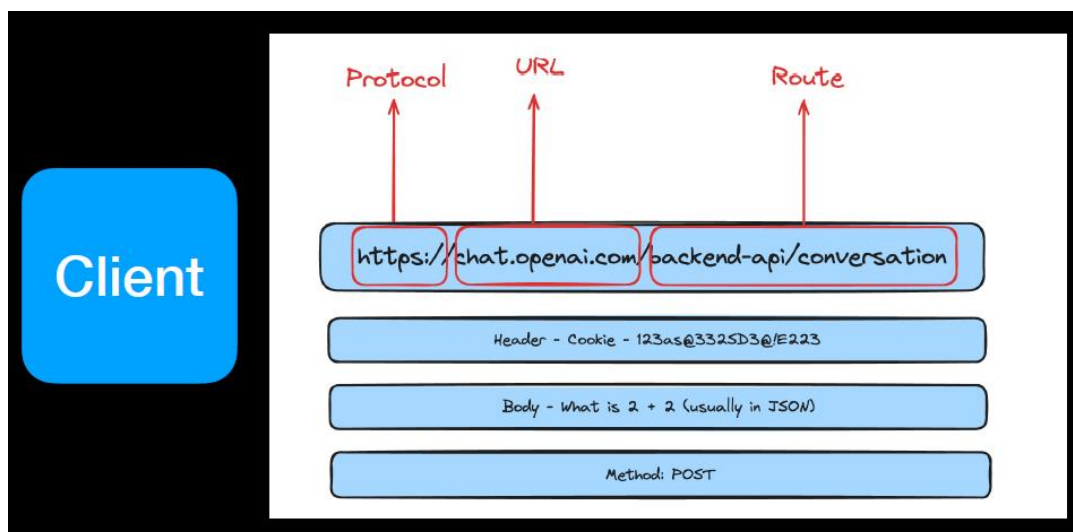 Protocol
URL
Route
Client
https://chat.openai.com/backend-api/conversation
Header - Cookie - 123as@3325D3@!E223
Body - What is 2 + 2 (usually in JSON)
Method: POST